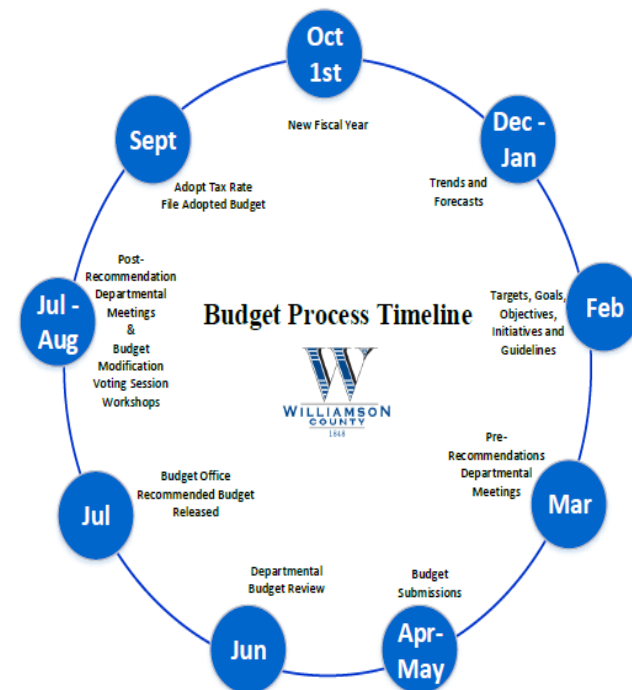 Oct
1st
New Fiscal Year
Dec -
Jan
Trends and
Forecasts
Feb
Targets, Goals,
Objectives,
Initiatives and
Guidelines
Mar
Pre-
Recommendations
Departmental
Meetings
Apr-
May
Budget
Submissions
Jun
Departmental
Budget Review
Jul
Budget Office
Recommended Budget
Released
Jul -
Aug
Post-
Recommendation
Departmental
Meetings
&
Budget
Modification
Voting Session
Workshops
Sept
Adopt Tax Rate
File Adopted Budget
Budget Process Timeline
W
WILLIAMSON
COUNTY
1848